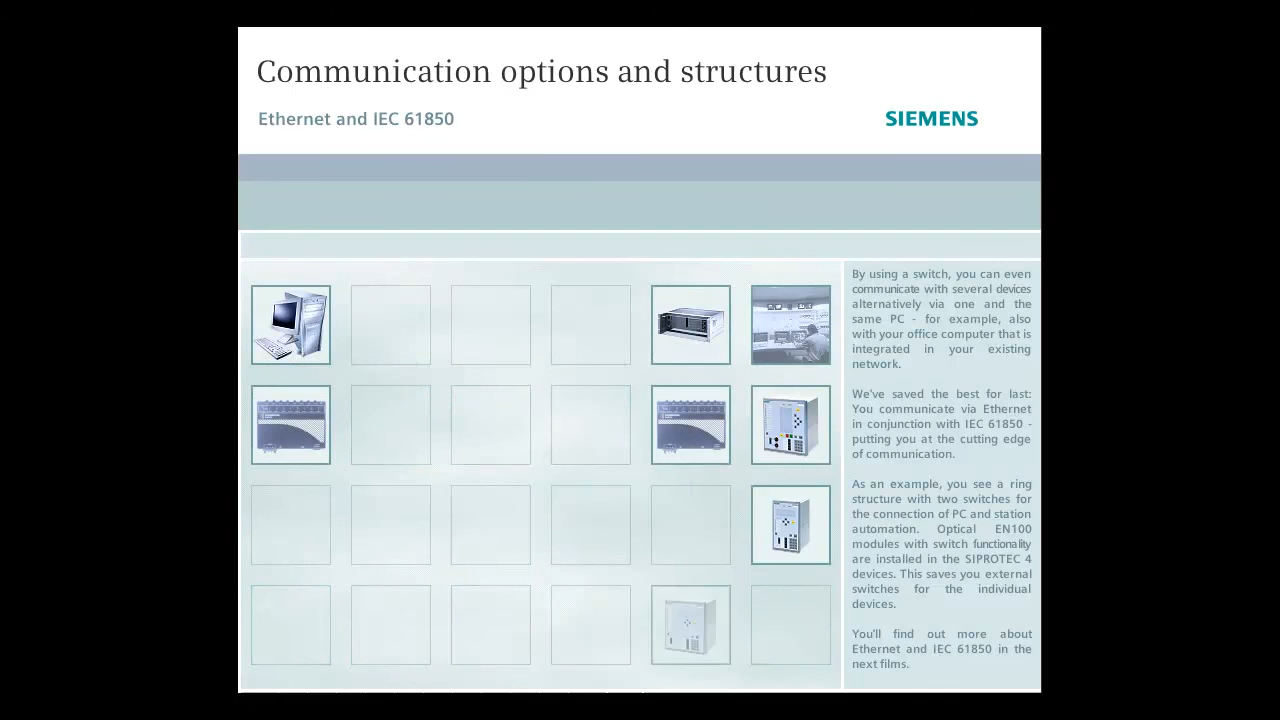 Communication options and structures
Ethernet and IEC 61850
SIEMENS
By using a switch, you can even
communicate with several devices
alternatively via one and the
same PC - for example, also
with your office computer that is
integrated in your existing
network.
We've saved the best for last:
You communicate via Ethernet
in conjunction with IEC 61850 -
putting you at the cutting edge
of communication.
As an example, you see a ring
structure with two switches for
the connection of PC and station
automation. Optical EN100
modules with switch functionality
are installed in the SIPROTEC 4
devices. This saves you external
switches for the individual
devices.
You'll find out more about
Ethernet and IEC 61850 in the
next films.